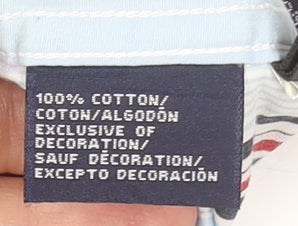 100% COTTON/
COTON/ALGODÓN
EXCLUSIVE OF
DECORATION/
SAUF DÉCORATION/
EXCEPTO DECORACIÓN